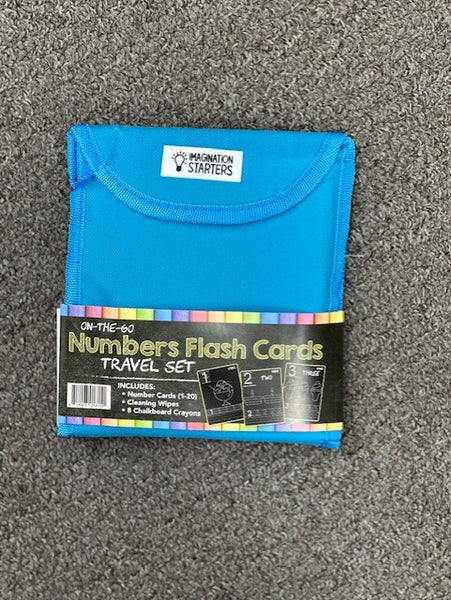 IMAGINATION
STARTERS
ON-THE-GO
Numbers Flash Cards
TRAVEL SET
INCLUDES:
• Number Cards (1-20)
• Cleaning Wipes
• 8 Chalkboard Crayons
1
2
TWO
3
THREE